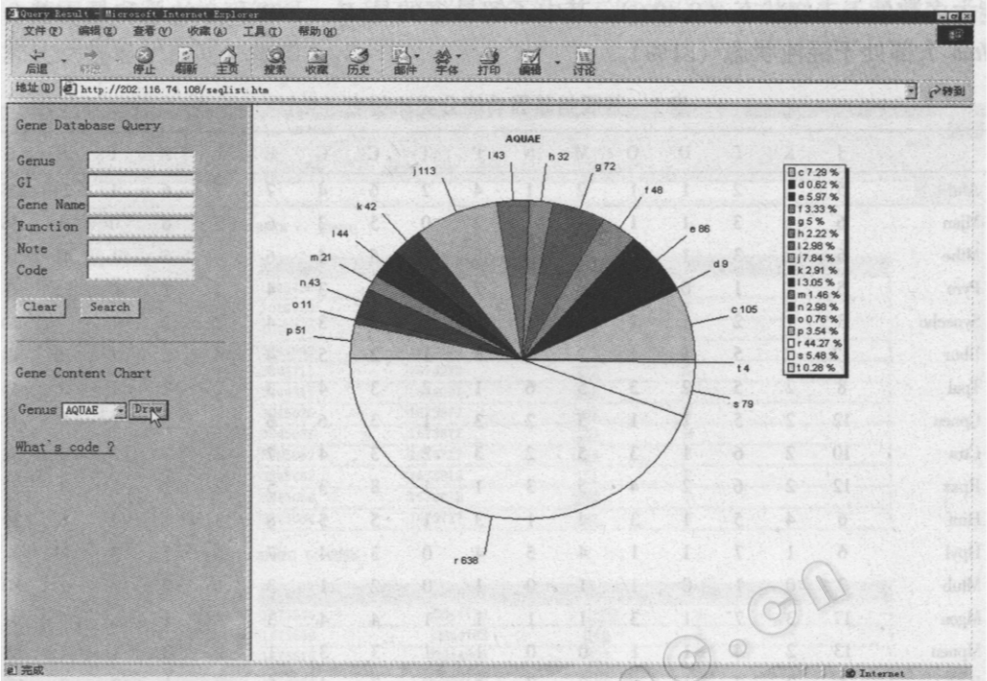 Query Result - Microsoft Internet Explorer
文件(F) 编辑(E) 查看(V) 收藏(A) 工具(T) 帮助(H)
后退 前进 停止 刷新 主页 搜索 收藏 历史 邮件 字体 打印 编辑 讨论
地址(D) http://202.116.74.108/seqlist.htm 转到
Gene Database Query
Genus
GI
Gene Name
Function
Note
Code
Clear Search
Gene Content Chart
Genus AQUAE Draw
What's code ?
AQUAE
i 43
h 32
g 72
j 113
f 48
k 42
e 86
l 44
m 21
d 9
n 43
o 11
c 105
p 51
t 4
s 79
r 638
c 7.29 %
d 0.62 %
e 5.97 %
f 3.33 %
g 5 %
h 2.22 %
i 2.98 %
j 7.84 %
k 2.91 %
l 3.05 %
m 1.46 %
n 2.98 %
o 0.76 %
p 3.54 %
r 44.27 %
s 5.48 %
t 0.28 %
完成 Internet